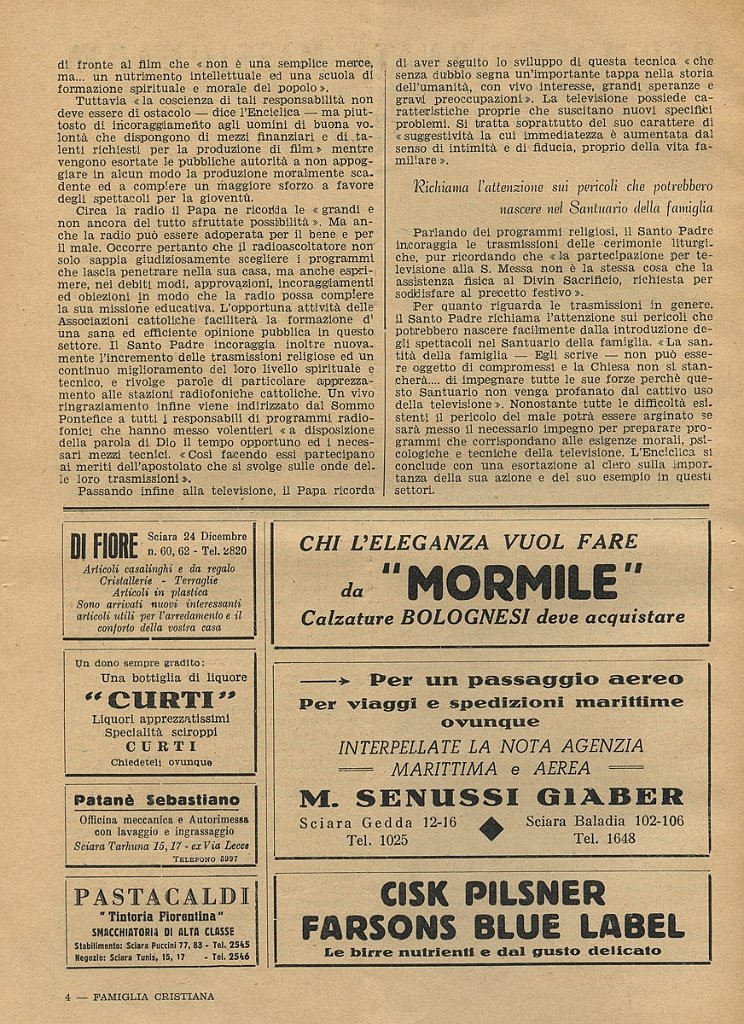 di fronte al film che « non è una semplice merce,
ma... un nutrimento intellettuale ed una scuola di
formazione spirituale e morale del popolo ».
Tuttavia « la coscienza di tali responsabilità non
deve essere di ostacolo — dice l'Enciclica — ma piut-
tosto di incoraggiamento agli uomini di buona vo-
lontà che dispongono di mezzi finanziari e di ta-
lenti richiesti per la produzione di film » mentre
vengono esortate le pubbliche autorità a non appog-
giare in alcun modo la produzione moralmente sca-
dente ed a compiere un maggiore sforzo a favore
degli spettacoli per la gioventù.
Circa la radio il Papa ne ricorda le « grandi e
non ancora del tutto sfruttate possibilità ». Ma an-
che la radio può essere adoperata per il bene e per
il male. Occorre pertanto che il radioascoltatore non
solo sappia giudiziosamente scegliere i programmi
che lascia penetrare nella sua casa, ma anche espri-
mere, nei debiti modi, approvazioni, incoraggiamenti
ed obiezioni in modo che la radio possa compiere
la sua missione educativa. L'opportuna attività delle
Associazioni cattoliche faciliterà la formazione d'
una sana ed efficiente opinione pubblica in questo
settore. Il Santo Padre incoraggia inoltre nuova-
mente l'incremento delle trasmissioni religiose ed un
continuo miglioramento del loro livello spirituale e
tecnico, e rivolge parole di particolare apprezza-
mento alle stazioni radiofoniche cattoliche. Un vivo
ringraziamento infine viene indirizzato dal Sommo
Pontefice a tutti i responsabili di programmi radio-
fonici che hanno messo volentieri « a disposizione
della parola di Dio il tempo opportuno ed i neces-
sari mezzi tecnici. « Così facendo essi partecipano
ai meriti dell'apostolato che si svolge sulle onde del-
le loro trasmissioni ».
Passando infine alla televisione, il Papa ricorda
di aver seguito lo sviluppo di questa tecnica « che
senza dubbio segna un'importante tappa nella storia
dell'umanità, con vivo interesse, grandi speranze e
gravi preoccupazioni ». La televisione possiede ca-
ratteristiche proprie che suscitano nuovi specifici
problemi. Si tratta soprattutto del suo carattere di
« suggestività la cui immediatezza è aumentata dal
senso di intimità e di fiducia, proprio della vita fa-
miliare ».
Richiama l'attenzione sui pericoli che potrebbero
nascere nel Santuario della famiglia
Parlando dei programmi religiosi, il Santo Padre
incoraggia le trasmissioni delle cerimonie liturgi-
che, pur ricordando che « la partecipazione per te-
levisione alla S. Messa non è la stessa cosa che la
assistenza fisica al Divin Sacrificio, richiesta per
soddisfare al precetto festivo ».
Per quanto riguarda le trasmissioni in genere.
il Santo Padre richiama l'attenzione sui pericoli che
potrebbero nascere facilmente dalla introduzione de-
gli spettacoli nel Santuario della famiglia. « La san-
tità della famiglia — Egli scrive — non può esse-
re oggetto di compromessi e la Chiesa non si stan-
cherà.... di impegnare tutte le sue forze perchè que-
sto Santuario non venga profanato dal cattivo uso
della televisione ». Nonostante tutte le difficoltà esi-
stenti il pericolo del male potrà essere arginato se
sarà messo il necessario impegno per preparare pro-
grammi che corrispondano alle esigenze morali, psi-
cologiche e tecniche della televisione. L'Enciclica si
conclude con una esortazione al clero sulla impor-
tanza della sua azione e del suo esempio in questi
settori.
DI FIORE Sciara 24 Dicembre
n. 60, 62 - Tel. 2820
Articoli casalinghi e da regalo
Cristallerie - Terraglie
Articoli in plastica
Sono arrivati nuovi interessanti
articoli utili per l'arredamento e il
conforto della vostra casa
Un dono sempre gradito:
Una bottiglia di liquore
"CURTI"
Liquori apprezzatissimi
Specialità sciroppi
CURTI
Chiedeteli ovunque
Patanè Sebastiano
Officina meccanica e Autorimessa
con lavaggio e ingrassaggio
Sciara Tarhuna 15, 17 - ex Via Lecce
TELEFONO 5997
PASTACALDI
"Tintoria Fiorentina"
SMACCHIATORIA DI ALTA CLASSE
Stabilimento: Sciara Puccini 77, 83 - Tel. 2545
Negozio: Sciara Tunis, 15, 17 - Tel. 2546
CHI L'ELEGANZA VUOL FARE
da "MORMILE"
Calzature BOLOGNESI deve acquistare
Per un passaggio aereo
Per viaggi e spedizioni marittime
ovunque
INTERPELLATE LA NOTA AGENZIA
MARITTIMA e AEREA
M. SENUSSI GIABER
Sciara Gedda 12-16 Sciara Baladia 102-106
Tel. 1025 Tel. 1648
CISK PILSNER
FARSONS BLUE LABEL
Le birre nutrienti e dal gusto delicato
4 — FAMIGLIA CRISTIANA